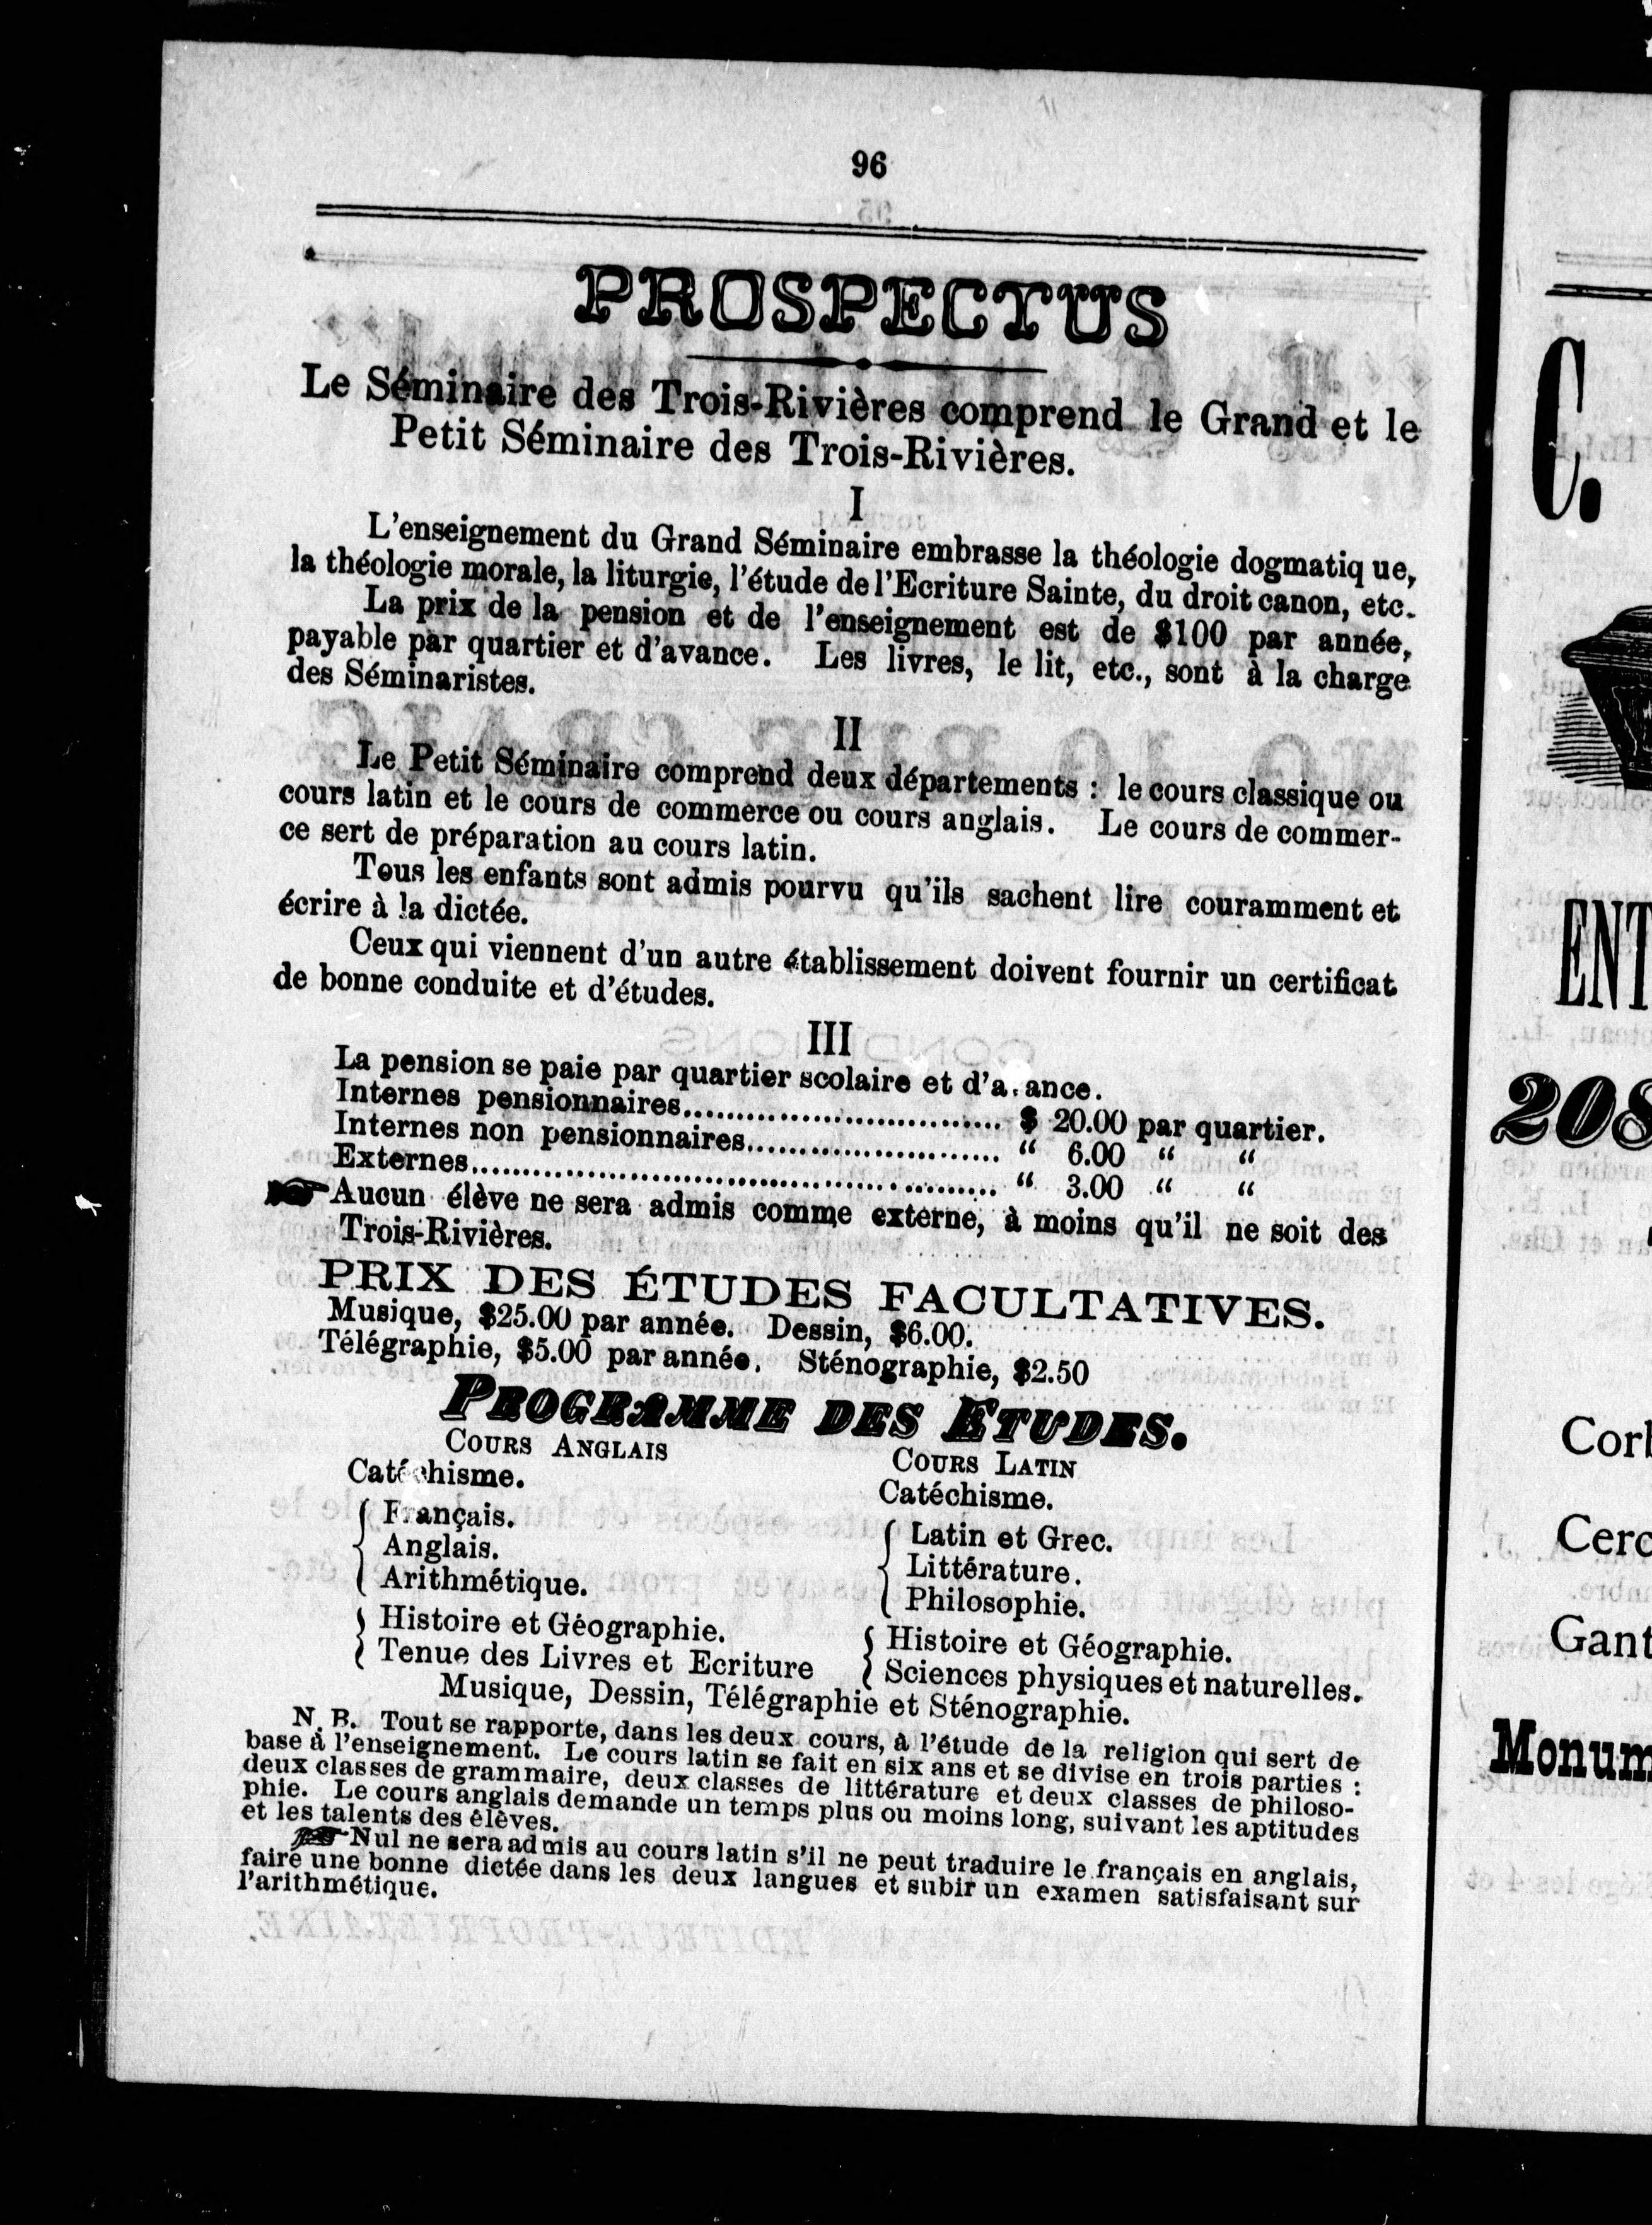 96
PROSPECTUS
Le Séminaire des Trois-Rivières comprend le Grand et le
Petit Séminaire des Trois-Rivières.
I
L'enseignement du Grand Séminaire embrasse la théologie dogmatiq ue,
la théologie morale, la liturgie, l'étude de l'Ecriture Sainte, du droit canon, etc.
La prix de la pension et de l'enseignement est de $100 par année,
payable par quartier et d'avance. Les livres, le lit, etc., sont à la charge
des Séminaristes.
II
Le Petit Séminaire comprend deux départements : le cours classique ou
cours latin et le cours de commerce ou cours anglais. Le cours de commer-
ce sert de préparation au cours latin.
Tous les enfants sont admis pourvu qu'ils sachent lire couramment et
écrire à la dictée.
Ceux qui viennent d'un autre établissement doivent fournir un certificat
de bonne conduite et d'études.
III
La pension se paie par quartier scolaire et d'a ance.
Internes pensionnaires.................................. $ 20.00 par quartier.
Internes non pensionnaires.......................... “ 6.00 “ “
Externes...................................................... “ 3.00 “ “
☛Aucun élève ne sera admis comme externe, à moins qu'il ne soit des
Trois-Rivières.
PRIX DES ÉTUDES FACULTATIVES.
Musique, $25.00 par année. Dessin, $6.00.
Télégraphie, $5.00 par année. Sténographie, $2.50
PROGRAMME DES ETUDES.
COURS ANGLAIS
Catéchisme.
Français.
Anglais.
Arithmétique.
Histoire et Géographie.
Tenue des Livres et Ecriture
COURS LATIN
Catéchisme.
Latin et Grec.
Littérature.
Philosophie.
Histoire et Géographie.
Sciences physiques et naturelles.
Musique, Dessin, Télégraphie et Sténographie.
N. B. Tout se rapporte, dans les deux cours, à l'étude de la religion qui sert de
base à l'enseignement. Le cours latin se fait en six ans et se divise en trois parties :
deux classes de grammaire, deux classes de littérature et deux classes de philoso-
phie. Le cours anglais demande un temps plus ou moins long, suivant les aptitudes
et les talents des élèves.
☛Nul ne sera admis au cours latin s'il ne peut traduire le français en anglais,
faire une bonne dictée dans les deux langues et subir un examen satisfaisant sur
l'arithmétique.
C.
ENT
208
Cerc
Gant
Monum